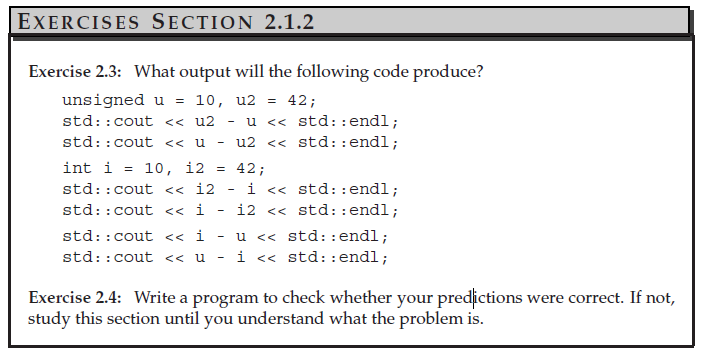 EXERCISES SECTION 2.1.2
Exercise 2.3: What output will the following code produce?
unsigned u = 10, u2 = 42;
std::cout << u2 - u << std::endl;
std::cout << u - u2 << std::endl;
int i = 10, i2 = 42;
std::cout << i2 - i << std::endl;
std::cout << i - i2 << std::endl;
std::cout << i - u << std::endl;
std::cout << u - i << std::endl;
Exercise 2.4: Write a program to check whether your predictions were correct. If not,
study this section until you understand what the problem is.